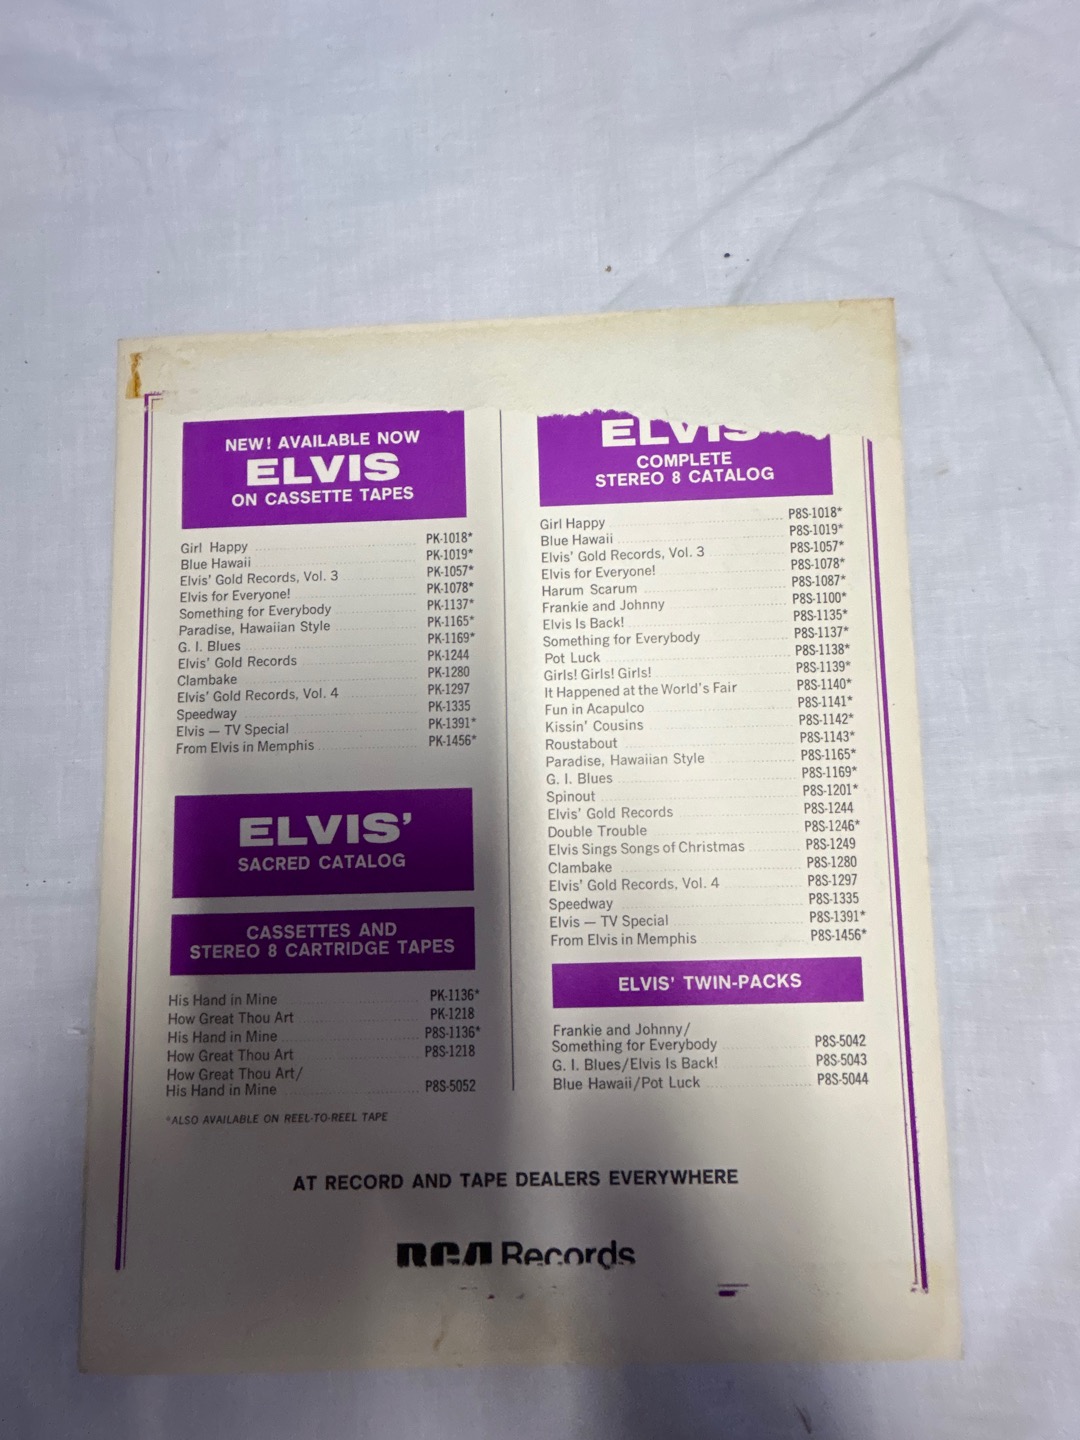 NEW! AVAILABLE NOW
ELVIS
ON CASSETTE TAPES
Girl Happy PK-1018*
Blue Hawaii PK-1019*
Elvis' Gold Records, Vol. 3 PK-1057*
Elvis for Everyone! PK-1078*
Something for Everybody PK-1137*
Paradise, Hawaiian Style PK-1165*
G. I. Blues PK-1169*
Elvis' Gold Records PK-1244
Clambake PK-1280
Elvis' Gold Records, Vol. 4 PK-1297
Speedway PK-1335
Elvis — TV Special PK-1391*
From Elvis in Memphis PK-1456*
ELVIS'
SACRED CATALOG
CASSETTES AND
STEREO 8 CARTRIDGE TAPES
His Hand in Mine PK-1136*
How Great Thou Art PK-1218
His Hand in Mine P8S-1136*
How Great Thou Art P8S-1218
How Great Thou Art/
His Hand in Mine P8S-5052
*ALSO AVAILABLE ON REEL-TO-REEL TAPE
ELVIS
COMPLETE
STEREO 8 CATALOG
Girl Happy P8S-1018*
Blue Hawaii P8S-1019*
Elvis' Gold Records, Vol. 3 P8S-1057*
Elvis for Everyone! P8S-1078*
Harum Scarum P8S-1087*
Frankie and Johnny P8S-1100*
Elvis Is Back! P8S-1135*
Something for Everybody P8S-1137*
Pot Luck P8S-1138*
Girls! Girls! Girls! P8S-1139*
It Happened at the World's Fair P8S-1140*
Fun in Acapulco P8S-1141*
Kissin' Cousins P8S-1142*
Roustabout P8S-1143*
Paradise, Hawaiian Style P8S-1165*
G. I. Blues P8S-1169*
Spinout P8S-1201*
Elvis' Gold Records P8S-1244
Double Trouble P8S-1246*
Elvis Sings Songs of Christmas P8S-1249
Clambake P8S-1280
Elvis' Gold Records, Vol. 4 P8S-1297
Speedway P8S-1335
Elvis — TV Special P8S-1391*
From Elvis in Memphis P8S-1456*
ELVIS' TWIN-PACKS
Frankie and Johnny/
Something for Everybody P8S-5042
G. I. Blues/Elvis Is Back! P8S-5043
Blue Hawaii/Pot Luck P8S-5044
AT RECORD AND TAPE DEALERS EVERYWHERE
RCA Records